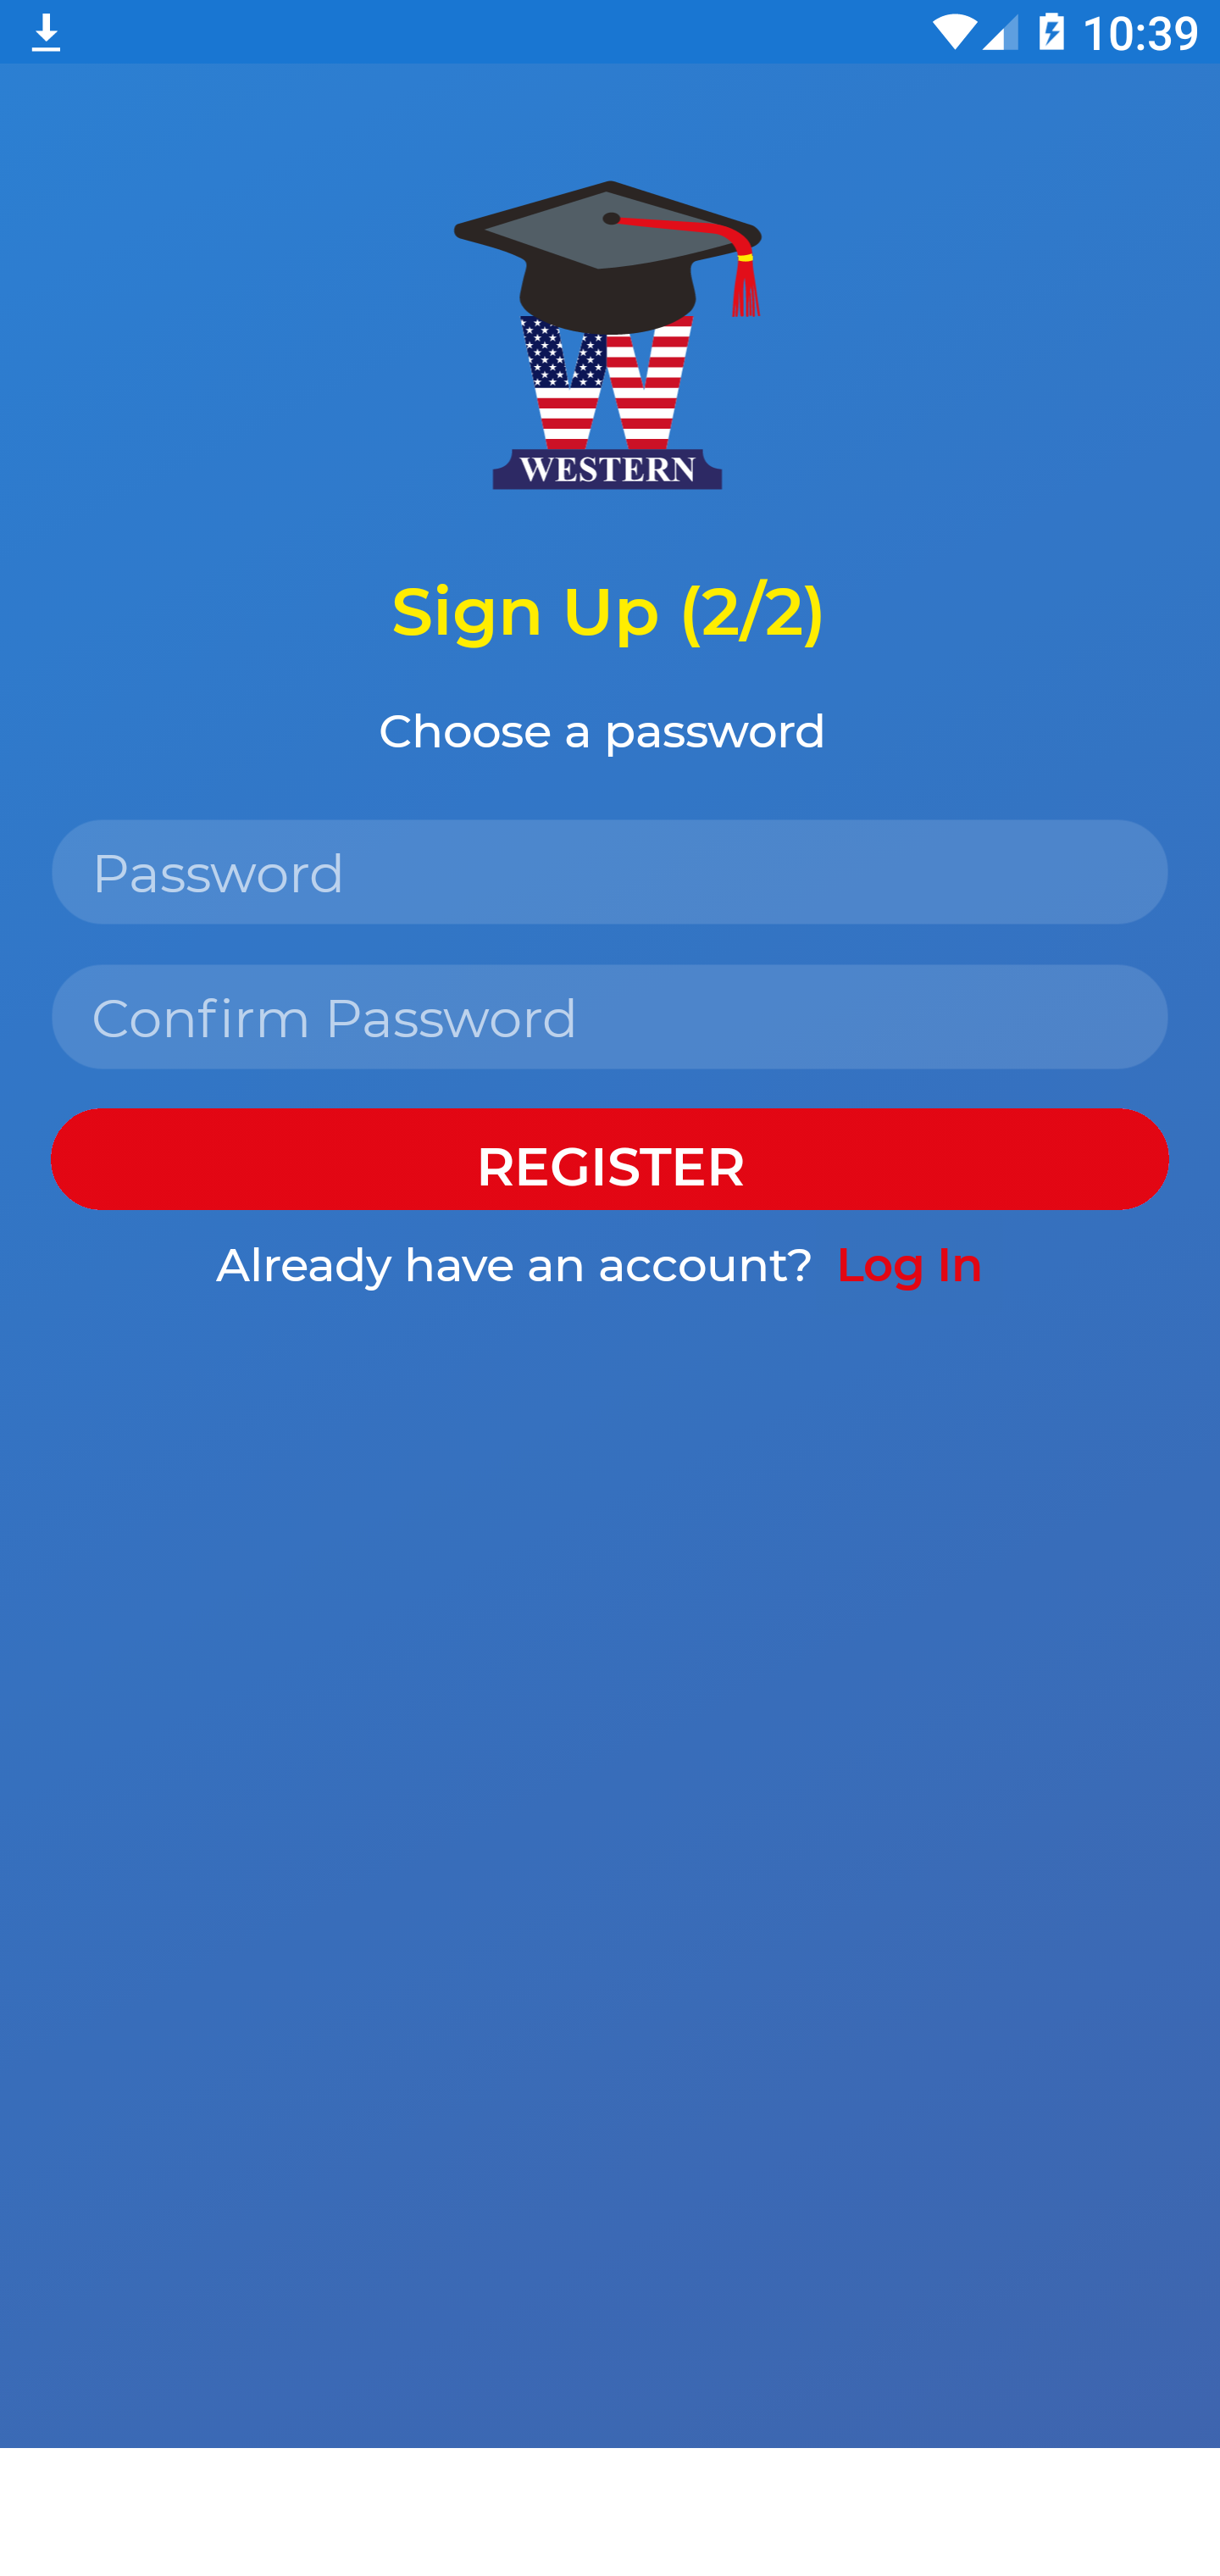 10:39
WESTERN
Sign Up (2/2)
Choose a password
Password
Confirm Password
REGISTER
Already have an account? Log In